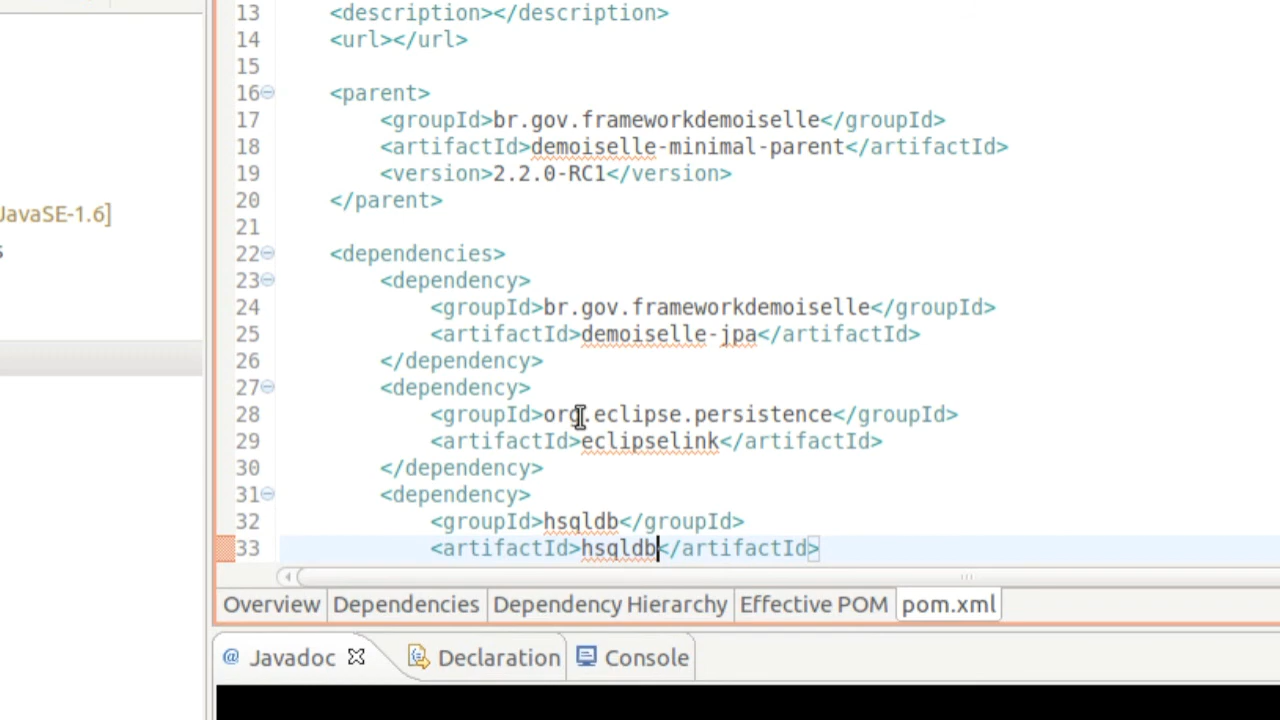 13 <description></description>
14 <url></url>
15
16 <parent>
17 <groupId>br.gov.frameworkdemoiselle</groupId>
18 <artifactId>demoiselle-minimal-parent</artifactId>
19 <version>2.2.0-RC1</version>
20 </parent>
JavaSE-1.6]
21
s
22 <dependencies>
23 <dependency>
24 <groupId>br.gov.frameworkdemoiselle</groupId>
25 <artifactId>demoiselle-jpa</artifactId>
26 </dependency>
27 <dependency>
28 <groupId>org.eclipse.persistence</groupId>
29 <artifactId>eclipselink</artifactId>
30 </dependency>
31 <dependency>
32 <groupId>hsqldb</groupId>
33 <artifactId>hsqldb</artifactId>
Overview Dependencies Dependency Hierarchy Effective POM pom.xml
@ Javadoc Declaration Console